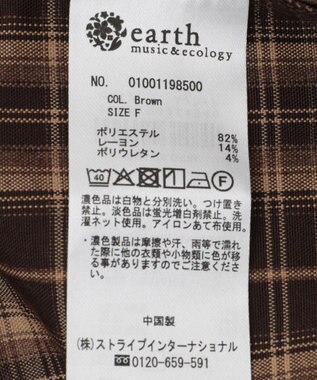 earth
music&ecology
NO. 01001198500
COL. Brown
SIZE F
ポリエステル 82%
レーヨン 14%
ポリウレタン 4%
40
F
濃色品は白物と分別洗い。つけ置き
禁止。淡色品は蛍光増白剤禁止。洗
濯ネット使用。アイロンあて布使用。
・濃色製品は摩擦や汗、雨等で濡れ
た際に他の衣類や小物類に色が移
る事がありますのでご注意くださ
い。
中国製
(株)ストライプインターナショナル
0120-659-591